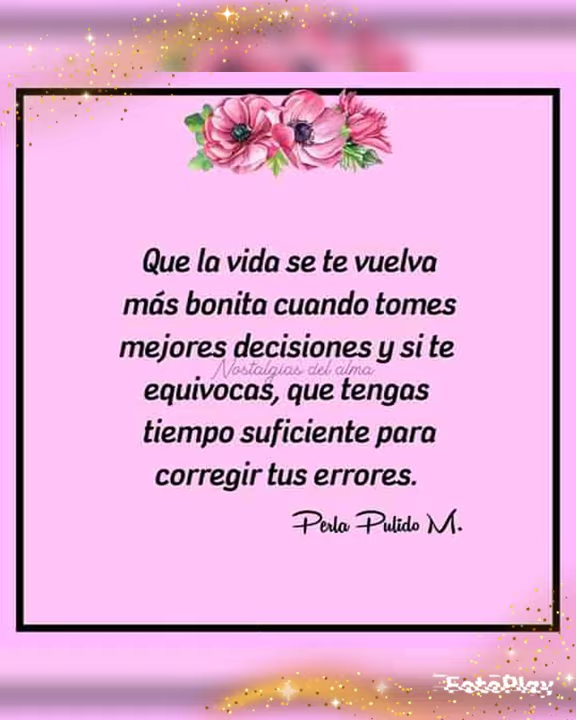 Que la vida se te vuelva
más bonita cuando tomes
mejores decisiones y si te
Nostalgias del alma
equivocas, que tengas
tiempo suficiente para
corregir tus errores.
Perla Pulido M.
FotoPlay